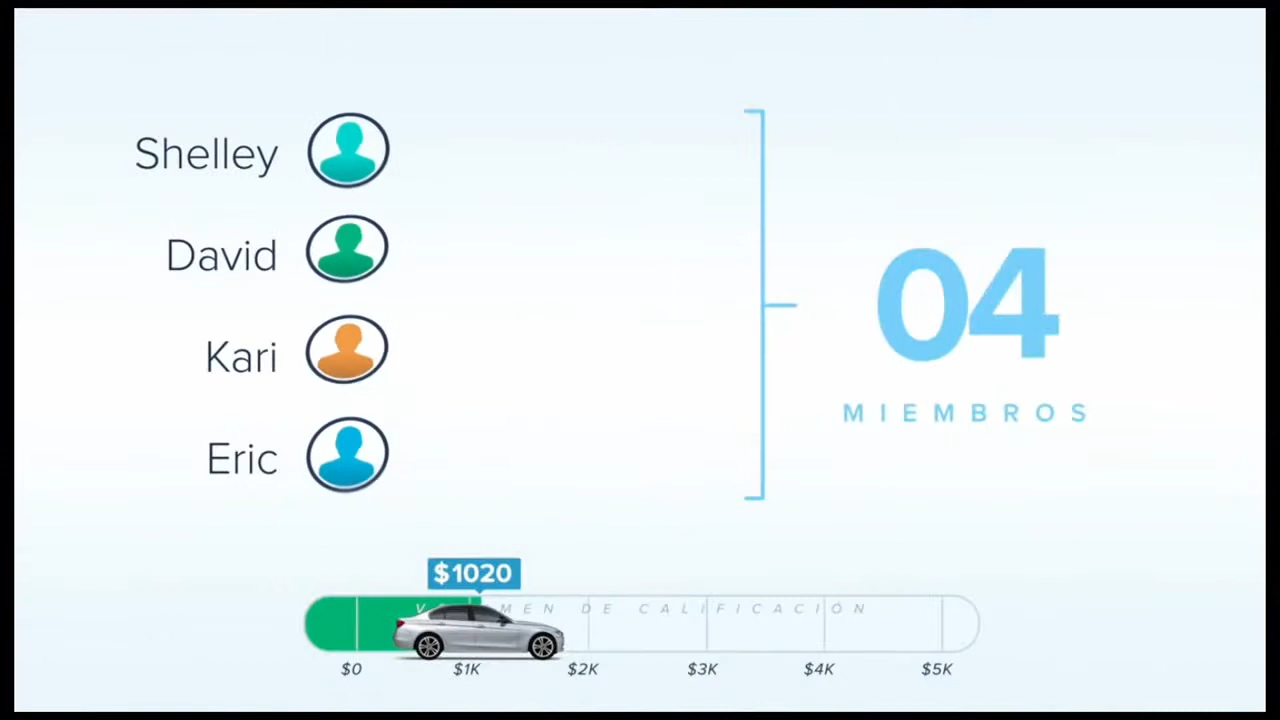 Shelley
David
Kari
Eric
04
MIEMBROS
$1020
MEN DE CALIFICACIÓN
$0
$1K
$2K
$3K
$4K
$5K